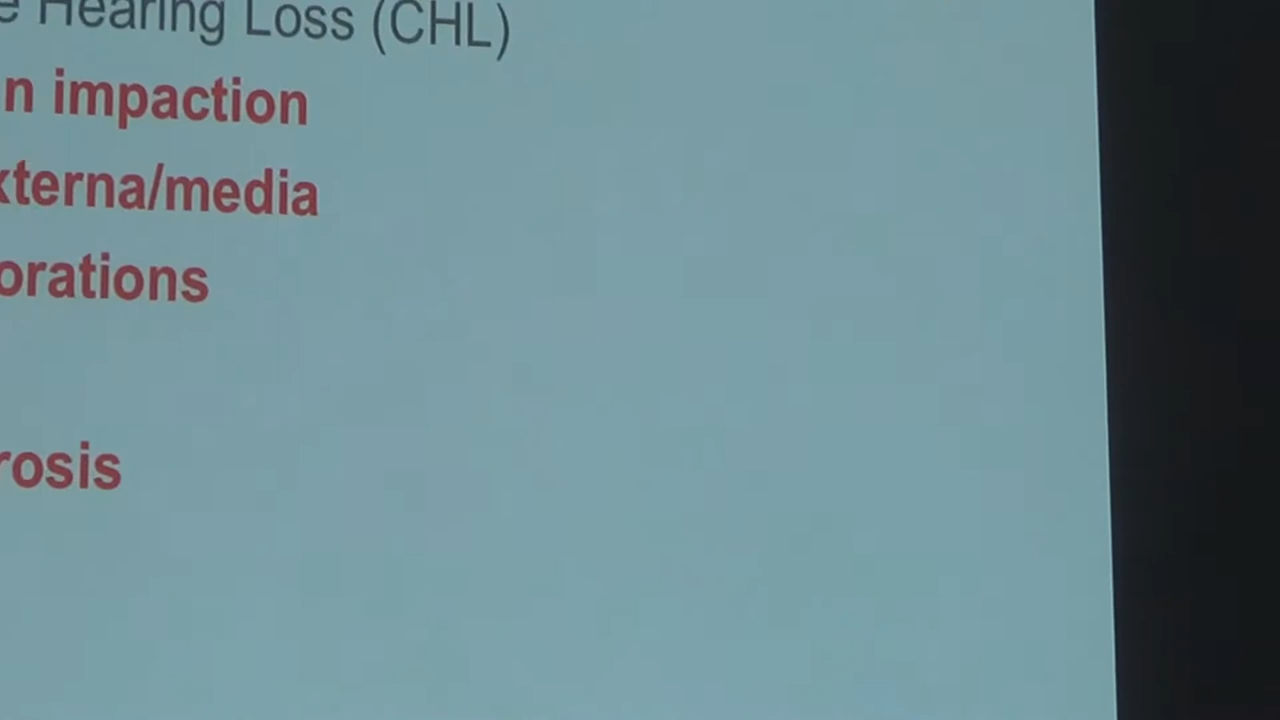 e Hearing Loss (CHL)
n impaction
xterna/media
orations
rosis